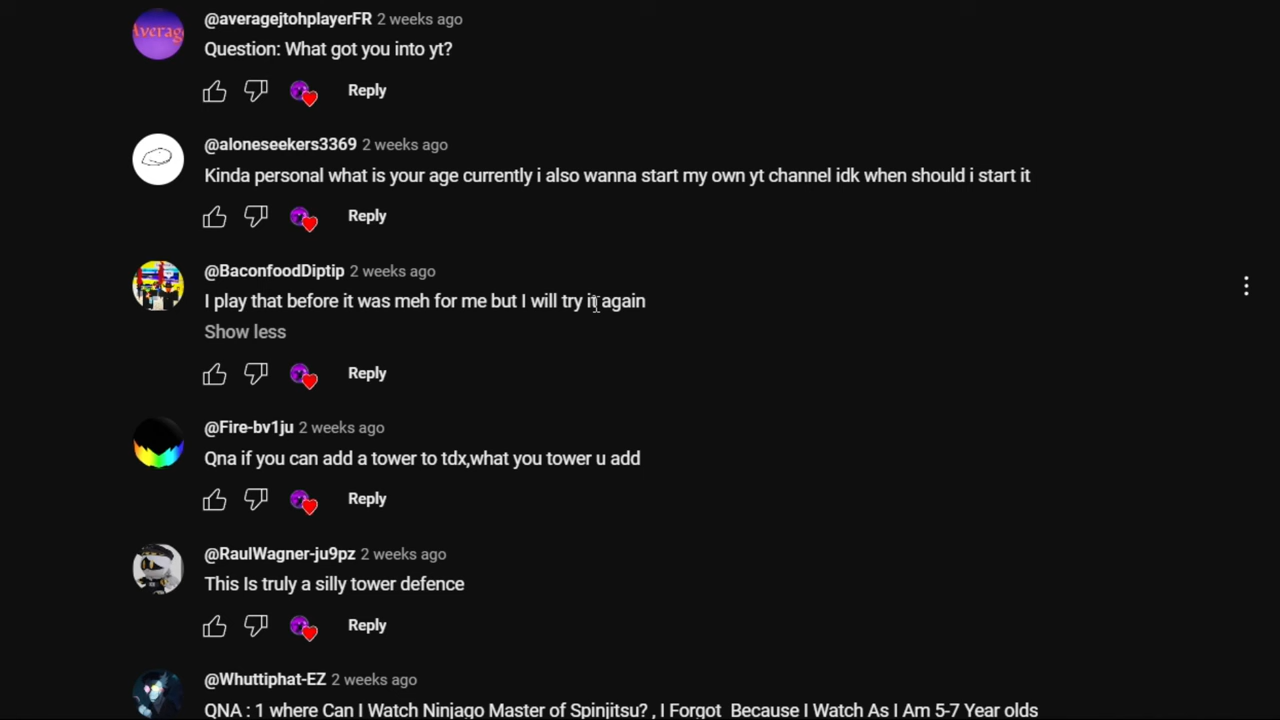 Averag
@averagejtohplayerFR 2 weeks ago
Question: What got you into yt?
Reply
@aloneseekers3369 2 weeks ago
Kinda personal what is your age currently i also wanna start my own yt channel idk when should i start it
Reply
@BaconfoodDiptip 2 weeks ago
I play that before it was meh for me but I will try it again
Show less
Reply
@Fire-bv1ju 2 weeks ago
Qna if you can add a tower to tdx,what you tower u add
Reply
@RaulWagner-ju9pz 2 weeks ago
This Is truly a silly tower defence
Reply
@Whuttiphat-EZ 2 weeks ago
QNA : 1 where Can I Watch Ninjago Master of Spinjitsu? , I Forgot Because I Watch As I Am 5-7 Year olds